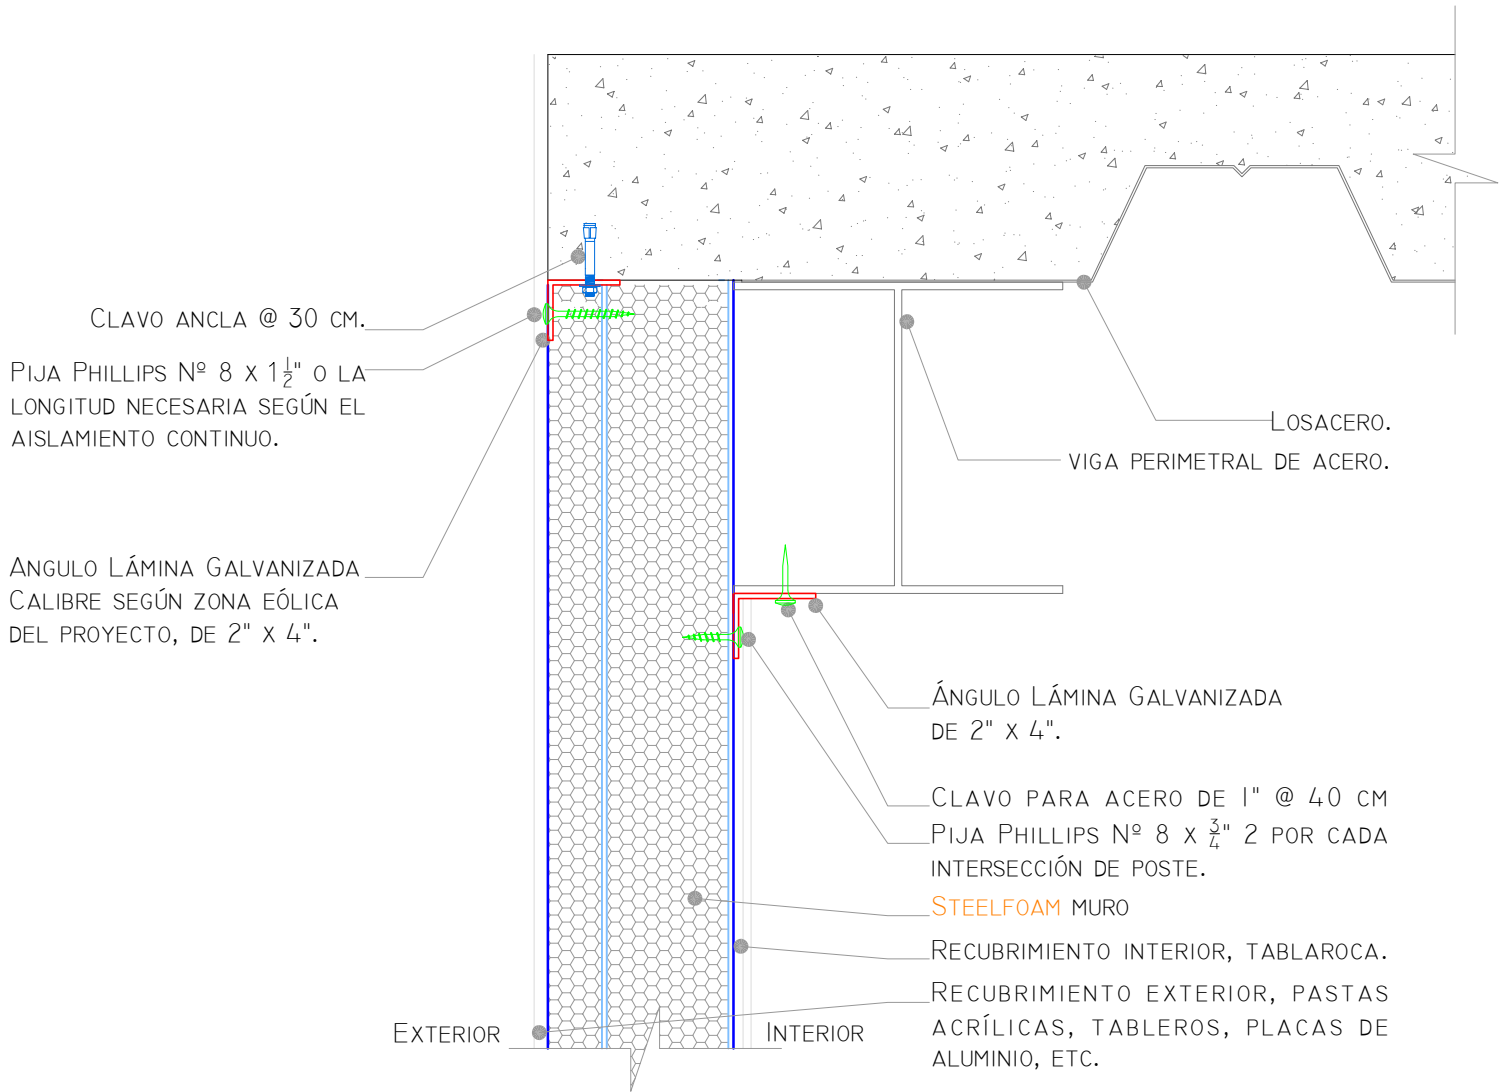 CLAVO ANCLA @ 30 CM.
PIJA PHILLIPS Nº 8 X 1½" O LA
LONGITUD NECESARIA SEGÚN EL
AISLAMIENTO CONTINUO.
ANGULO LÁMINA GALVANIZADA
CALIBRE SEGÚN ZONA EÓLICA
DEL PROYECTO, DE 2" X 4".
LOSACERO.
VIGA PERIMETRAL DE ACERO.
ÁNGULO LÁMINA GALVANIZADA
DE 2" X 4".
CLAVO PARA ACERO DE 1" @ 40 CM
PIJA PHILLIPS Nº 8 X ¾" 2 POR CADA
INTERSECCIÓN DE POSTE.
STEELFOAM MURO
RECUBRIMIENTO INTERIOR, TABLAROCA.
RECUBRIMIENTO EXTERIOR, PASTAS
ACRÍLICAS, TABLEROS, PLACAS DE
ALUMINIO, ETC.
EXTERIOR
INTERIOR